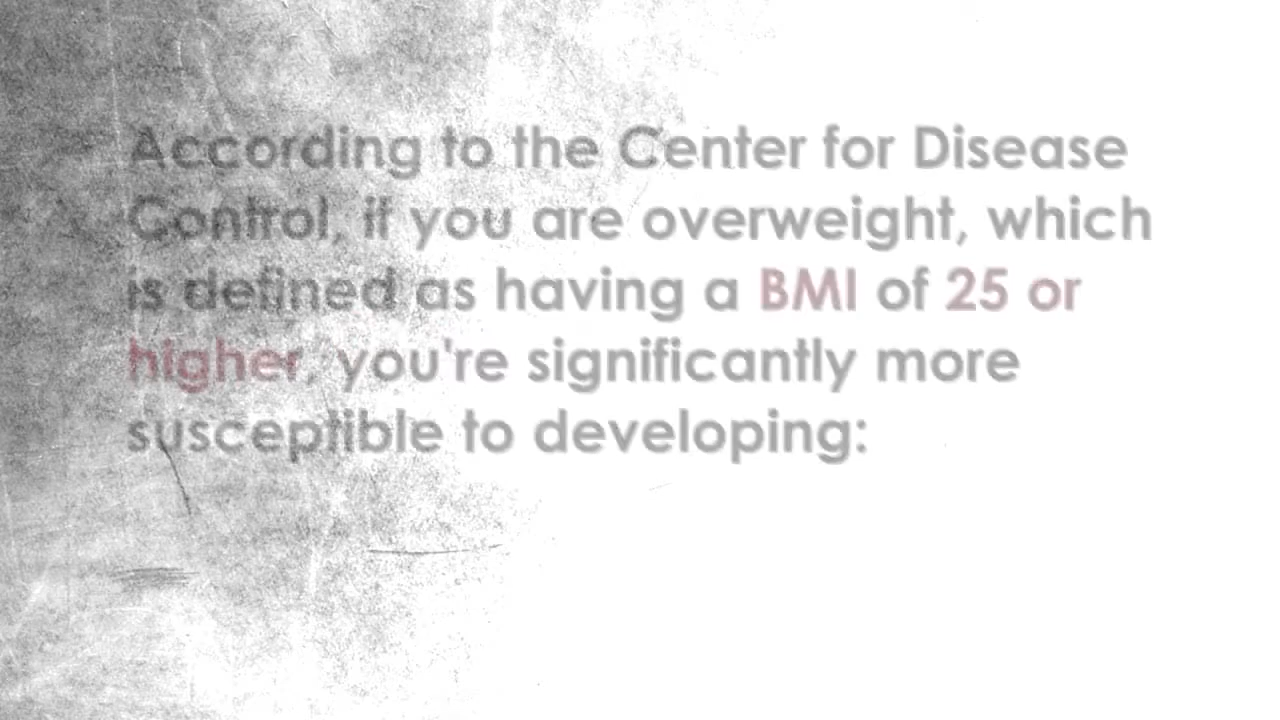 According to the Center for Disease
Control, if you are overweight, which
is defined as having a BMI of 25 or
higher, you're significantly more
susceptible to developing: